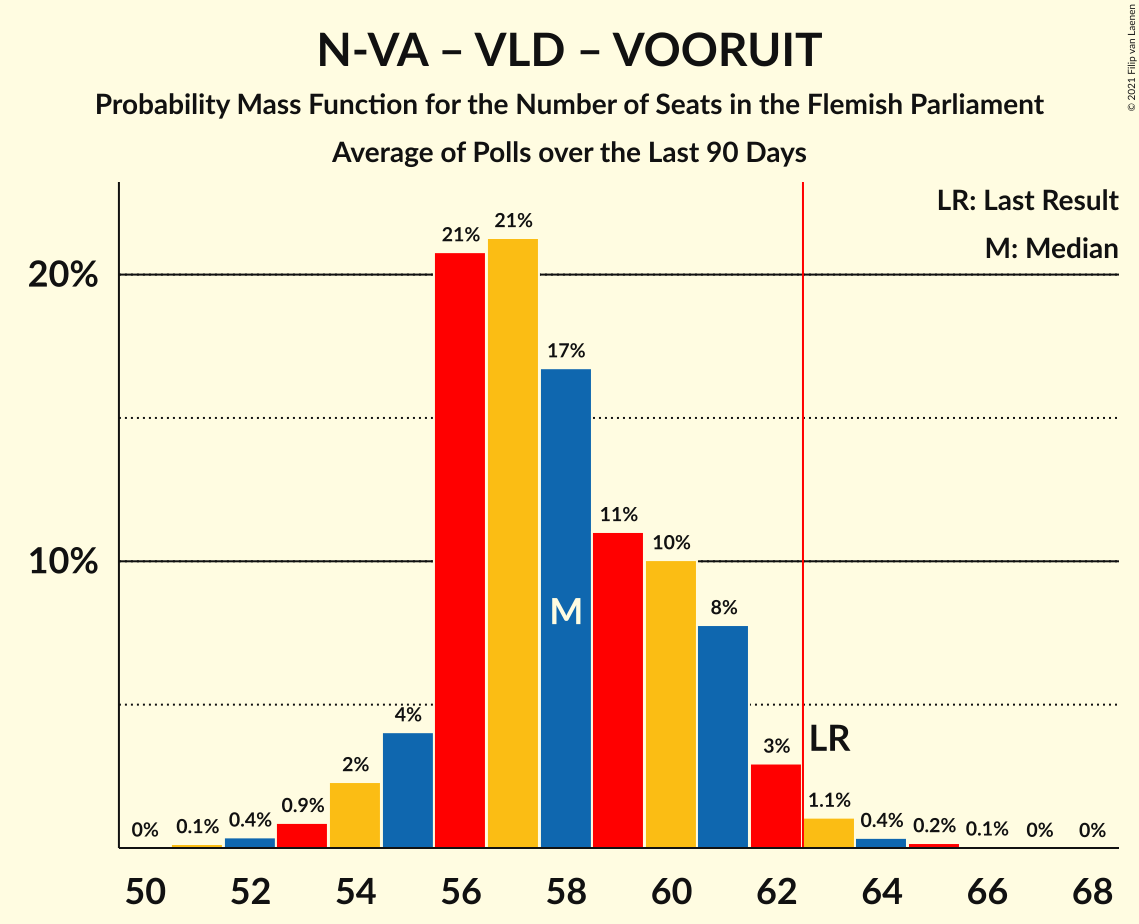 N-VA – VLD – VOORUIT
Probability Mass Function for the Number of Seats in the Flemish Parliament
Average of Polls over the Last 90 Days
© 2021 Filip van Laenen
LR: Last Result
M: Median
20%
10%
0% 0.1% 0.4% 0.9% 2% 4% 21% 21% 17% 11% 10% 8% 3% 1.1% 0.4% 0.2% 0.1% 0% 0%
M
LR
50 52 54 56 58 60 62 64 66 68